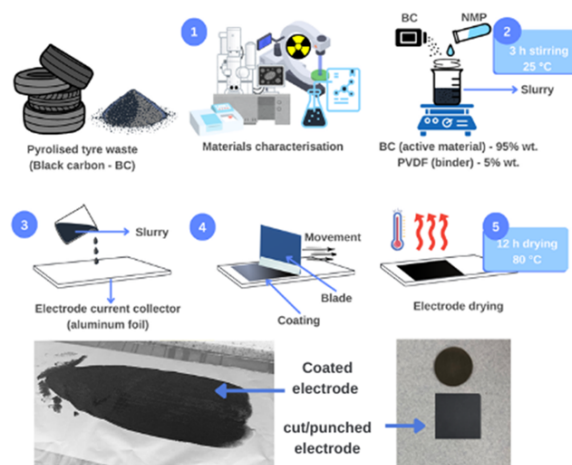 1
BC
NMP
2
3 h stirring
25 °C
Slurry
Pyrolised tyre waste
(Black carbon - BC)
Materials characterisation
BC (active material) - 95% wt.
PVDF (binder) - 5% wt.
3
Slurry
4
Movement
5
12 h drying
80 °C
Blade
Coating
Electrode current collector
(aluminum foil)
Electrode drying
Coated
electrode
cut/punched
electrode